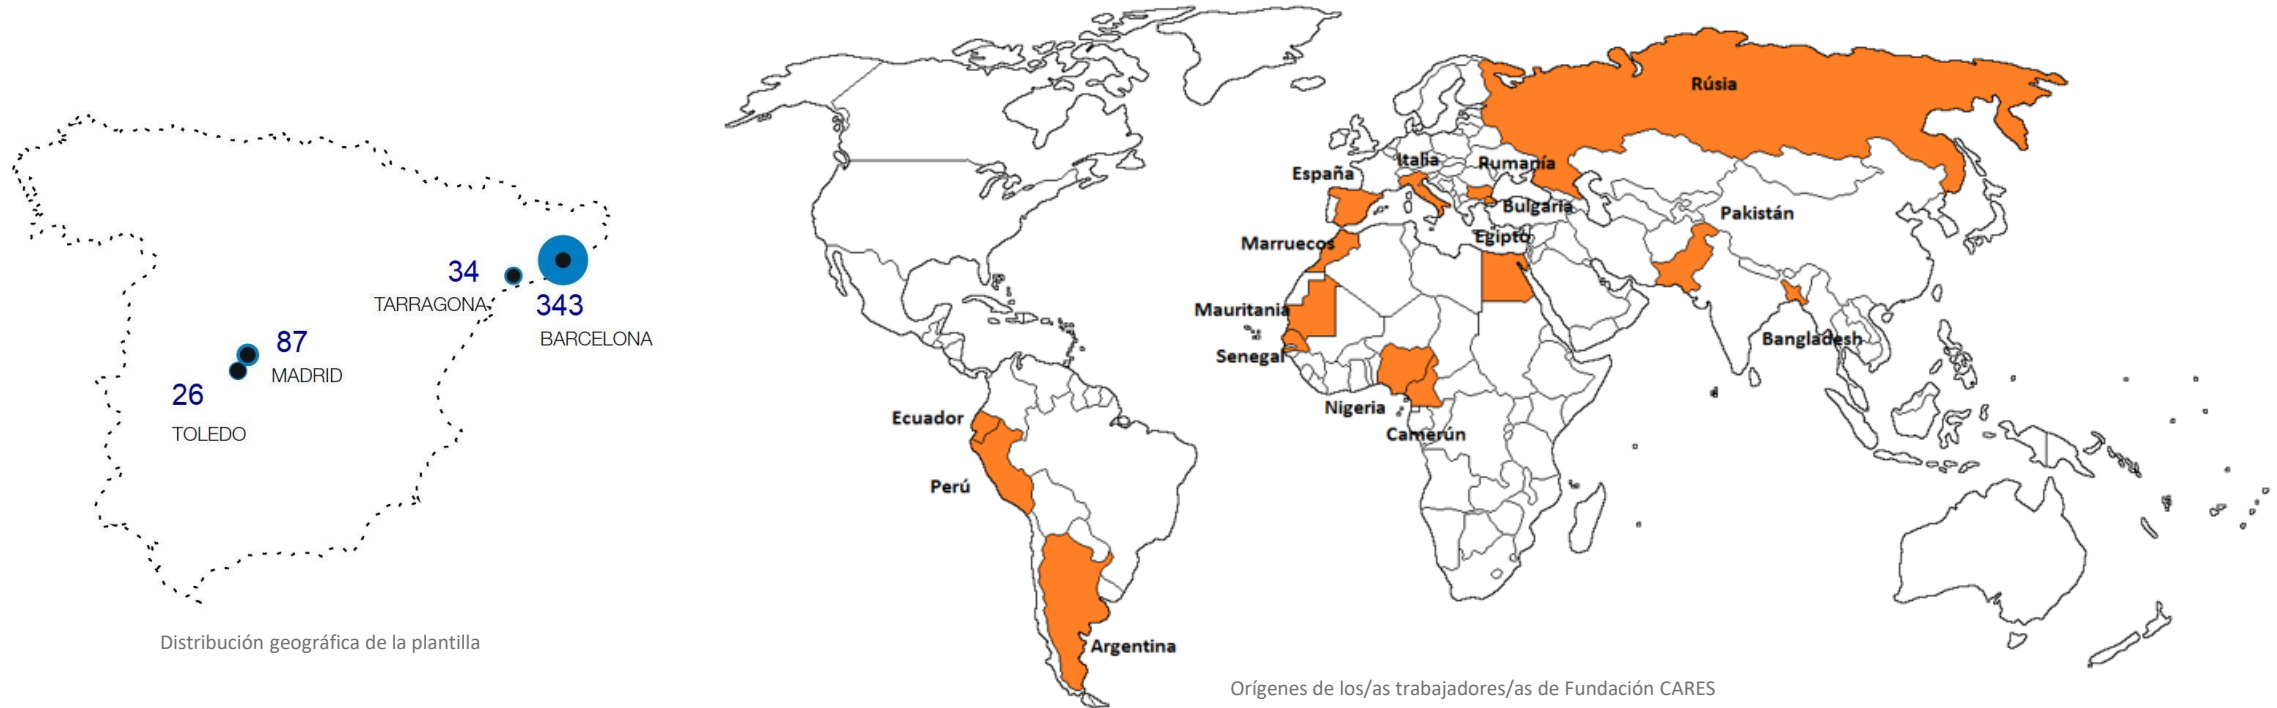 34
TARRAGONA
343
BARCELONA
87
MADRID
26
TOLEDO
Distribución geográfica de la plantilla
Rúsia
Italia
Rumanía
España
Bulgaria
Pakistán
Marruecos
Egipto
Mauritania
Senegal
Bangladesh
Nigeria
Camerún
Ecuador
Perú
Argentina
Orígenes de los/as trabajadores/as de Fundación CARES